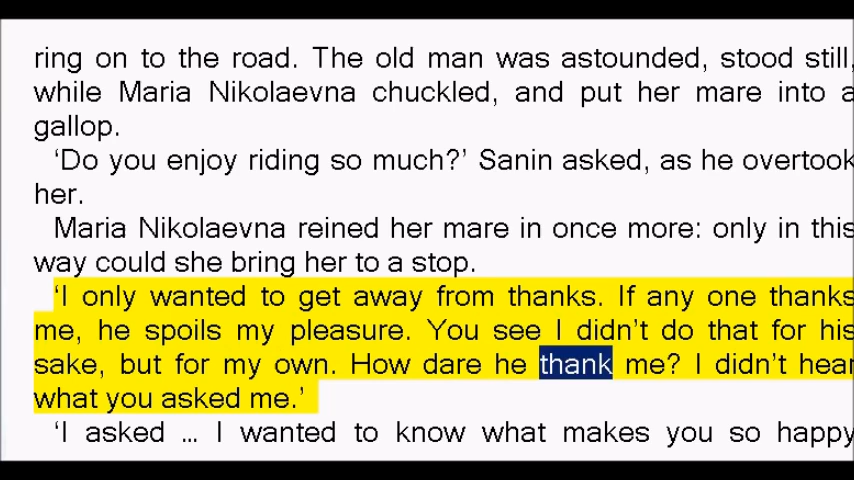 ring on to the road. The old man was astounded, stood still,
while Maria Nikolaevna chuckled, and put her mare into a
gallop.
‘Do you enjoy riding so much?’ Sanin asked, as he overtook
her.
Maria Nikolaevna reined her mare in once more: only in this
way could she bring her to a stop.
‘I only wanted to get away from thanks. If any one thanks
me, he spoils my pleasure. You see I didn’t do that for his
sake, but for my own. How dare he thank me? I didn’t hear
what you asked me.’
‘I asked ... I wanted to know what makes you so happy